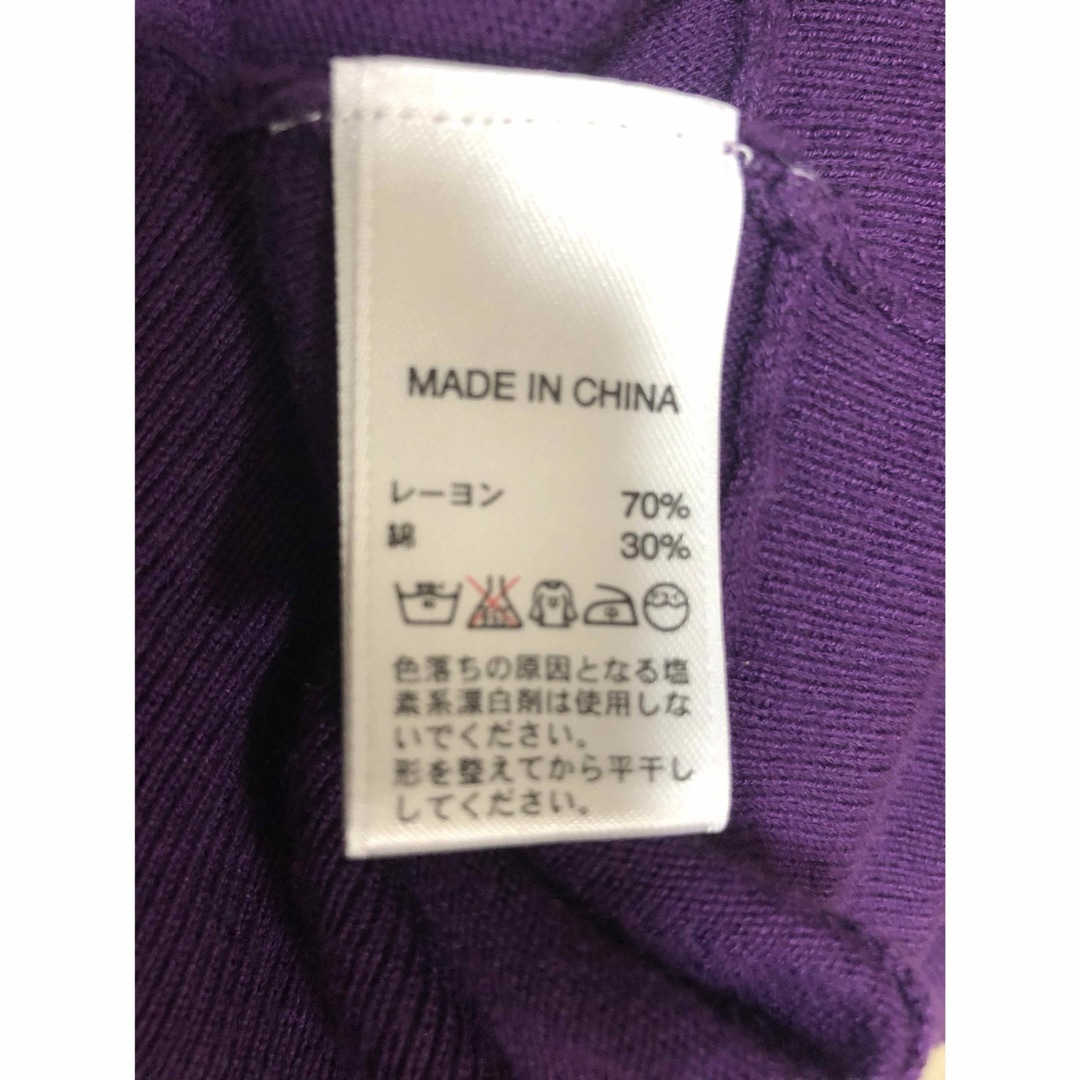 MADE IN CHINA
レーヨン 70%
綿 30%
色落ちの原因となる塩
素系漂白剤は使用しな
いでください。
形を整えてから平干し
してください。